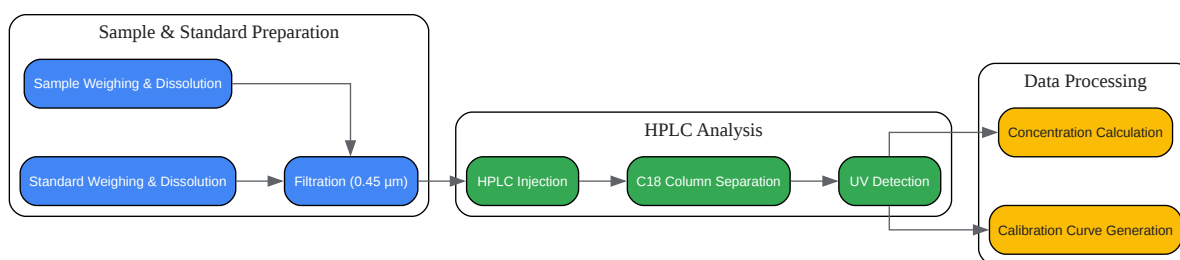 Sample & Standard Preparation
Sample Weighing & Dissolution
Standard Weighing & Dissolution
Filtration (0.45 µm)
HPLC Analysis
HPLC Injection
C18 Column Separation
UV Detection
Data Processing
Concentration Calculation
Calibration Curve Generation